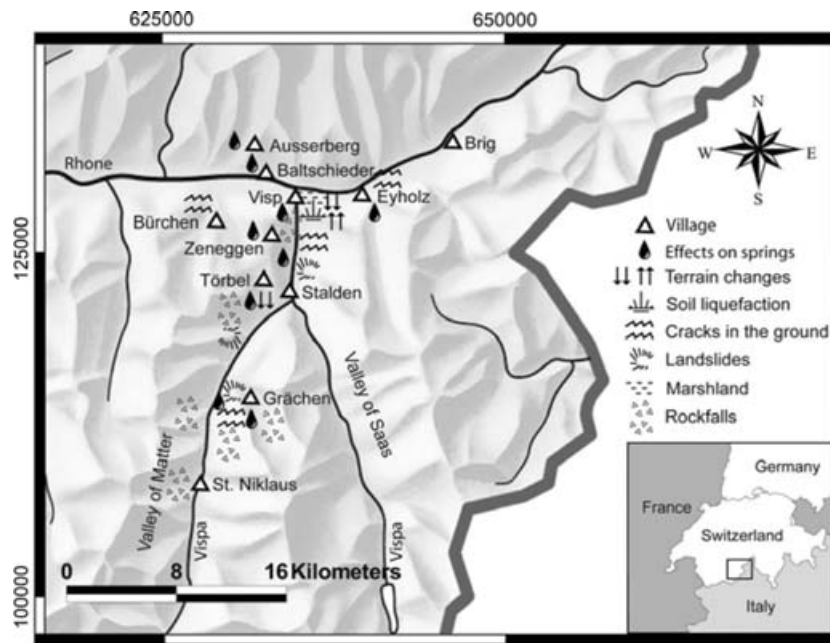 625000
650000
125000
100000
N
W
E
S
Ausserberg
Baltschieder
Brig
Rhone
Visp
Eyholz
Bürchen
Zeneggen
Törbel
Stalden
Grächen
St. Niklaus
Valley of Matter
Valley of Saas
Vispa
Vispa
Village
Effects on springs
Terrain changes
Soil liquefaction
Cracks in the ground
Landslides
Marshland
Rockfalls
0 8 16 Kilometers
Germany
France
Switzerland
Italy